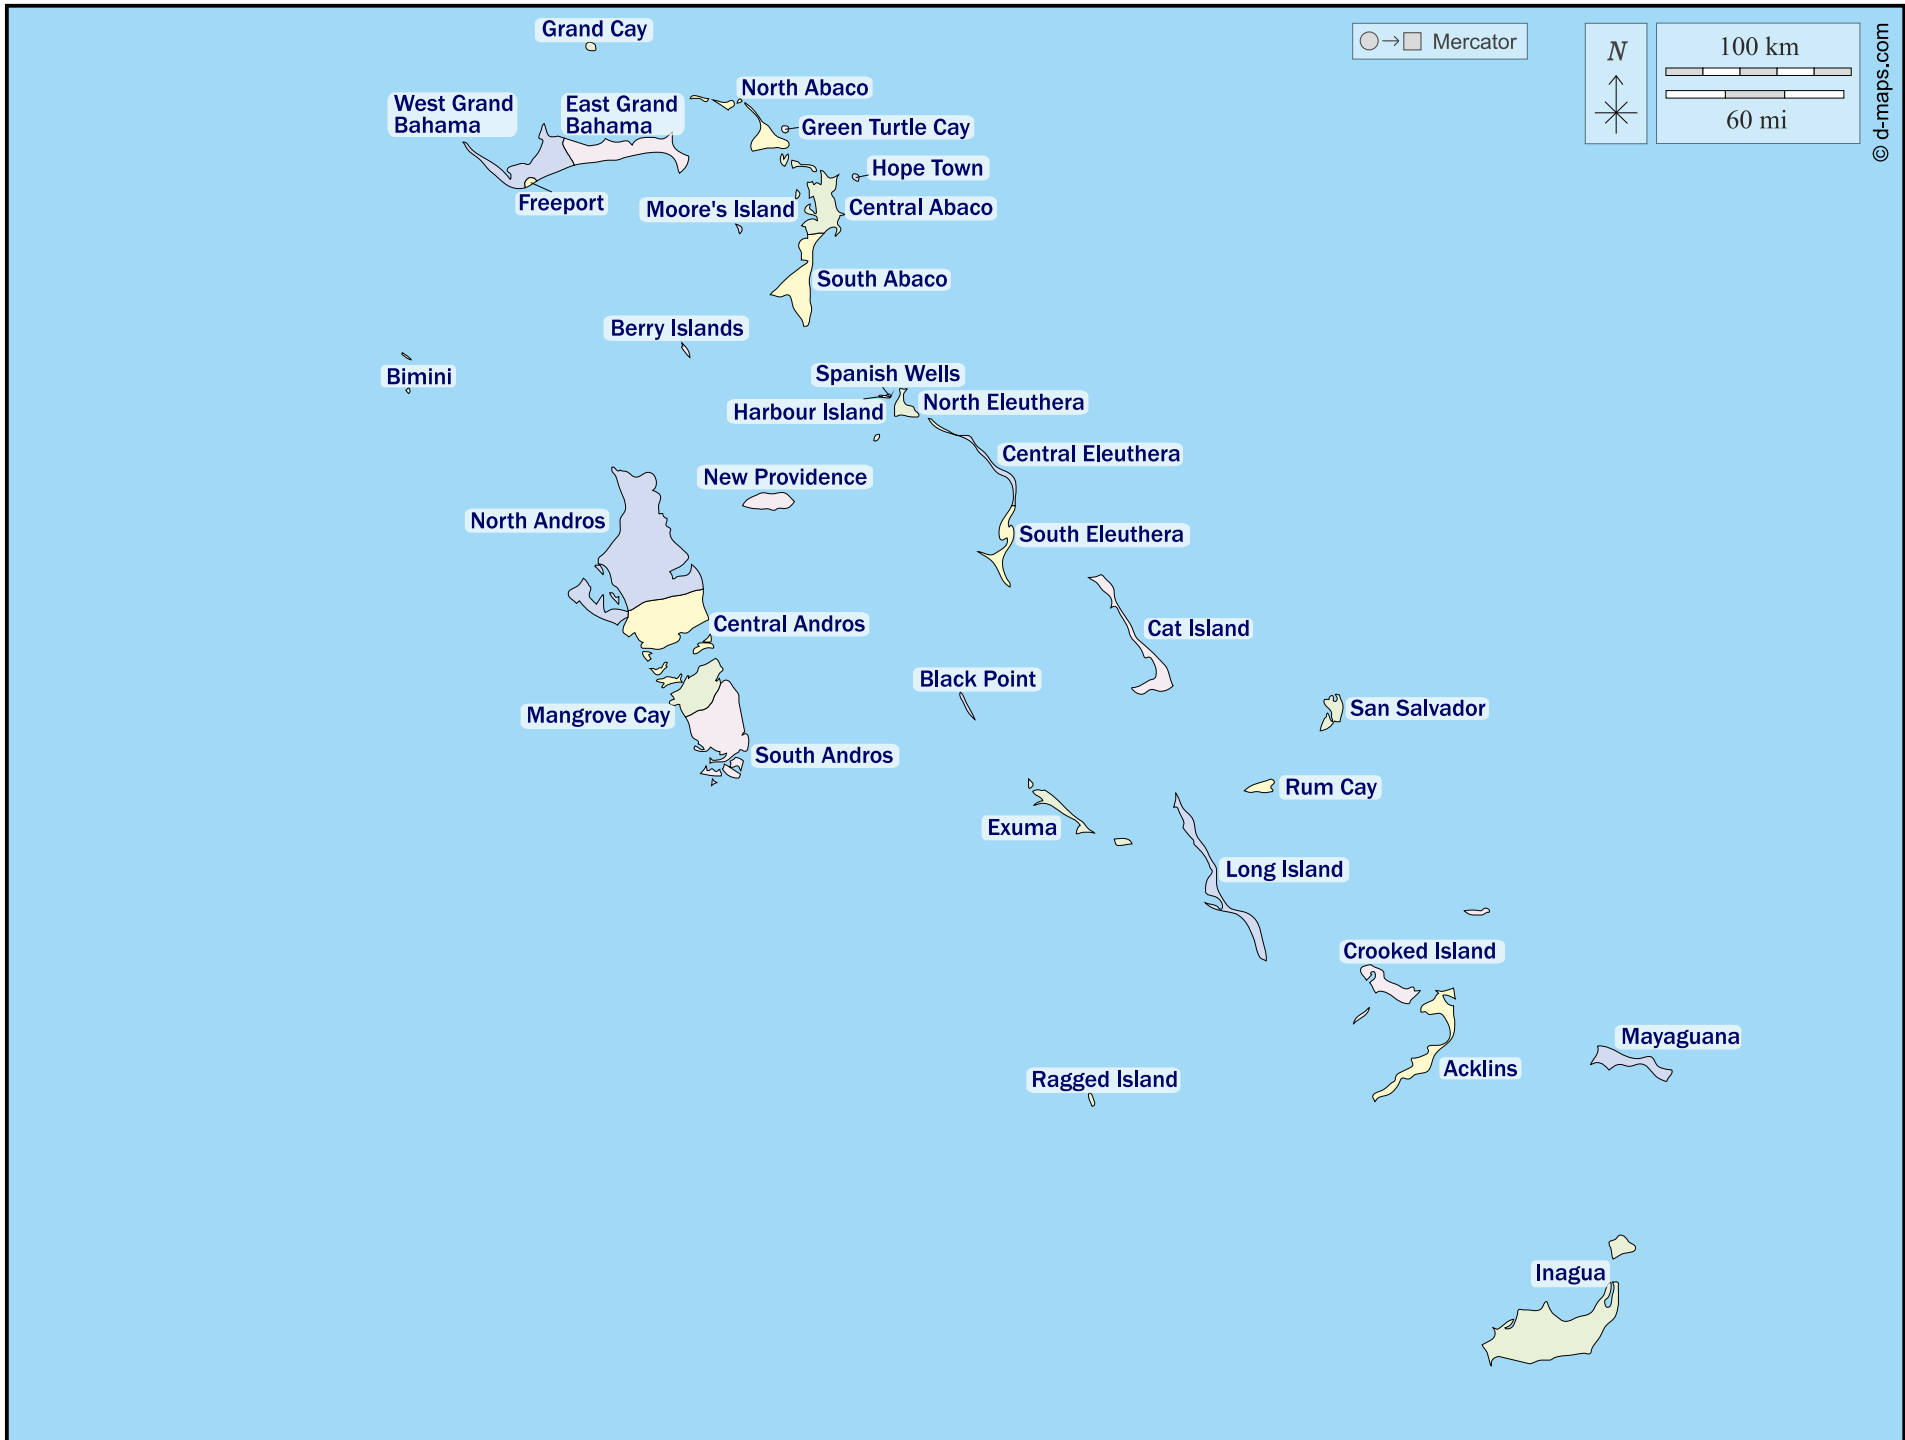 Grand Cay
Mercator
N
100 km
60 mi
© d-maps.com
North Abaco
West Grand
Bahama
East Grand
Bahama
Green Turtle Cay
Hope Town
Freeport
Moore's Island
Central Abaco
South Abaco
Berry Islands
Bimini
Spanish Wells
Harbour Island
North Eleuthera
Central Eleuthera
New Providence
North Andros
South Eleuthera
Central Andros
Cat Island
Black Point
San Salvador
Mangrove Cay
South Andros
Rum Cay
Exuma
Long Island
Crooked Island
Mayaguana
Acklins
Ragged Island
Inagua